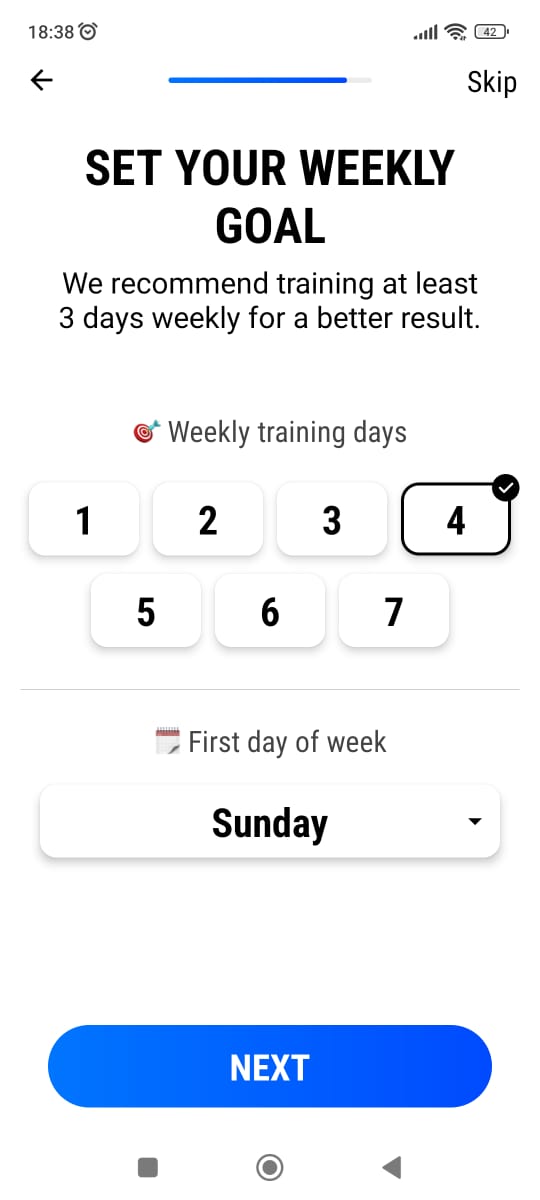 18:38
42
Skip
SET YOUR WEEKLY
GOAL
We recommend training at least
3 days weekly for a better result.
Weekly training days
1 2 3 4
5 6 7
First day of week
Sunday
NEXT